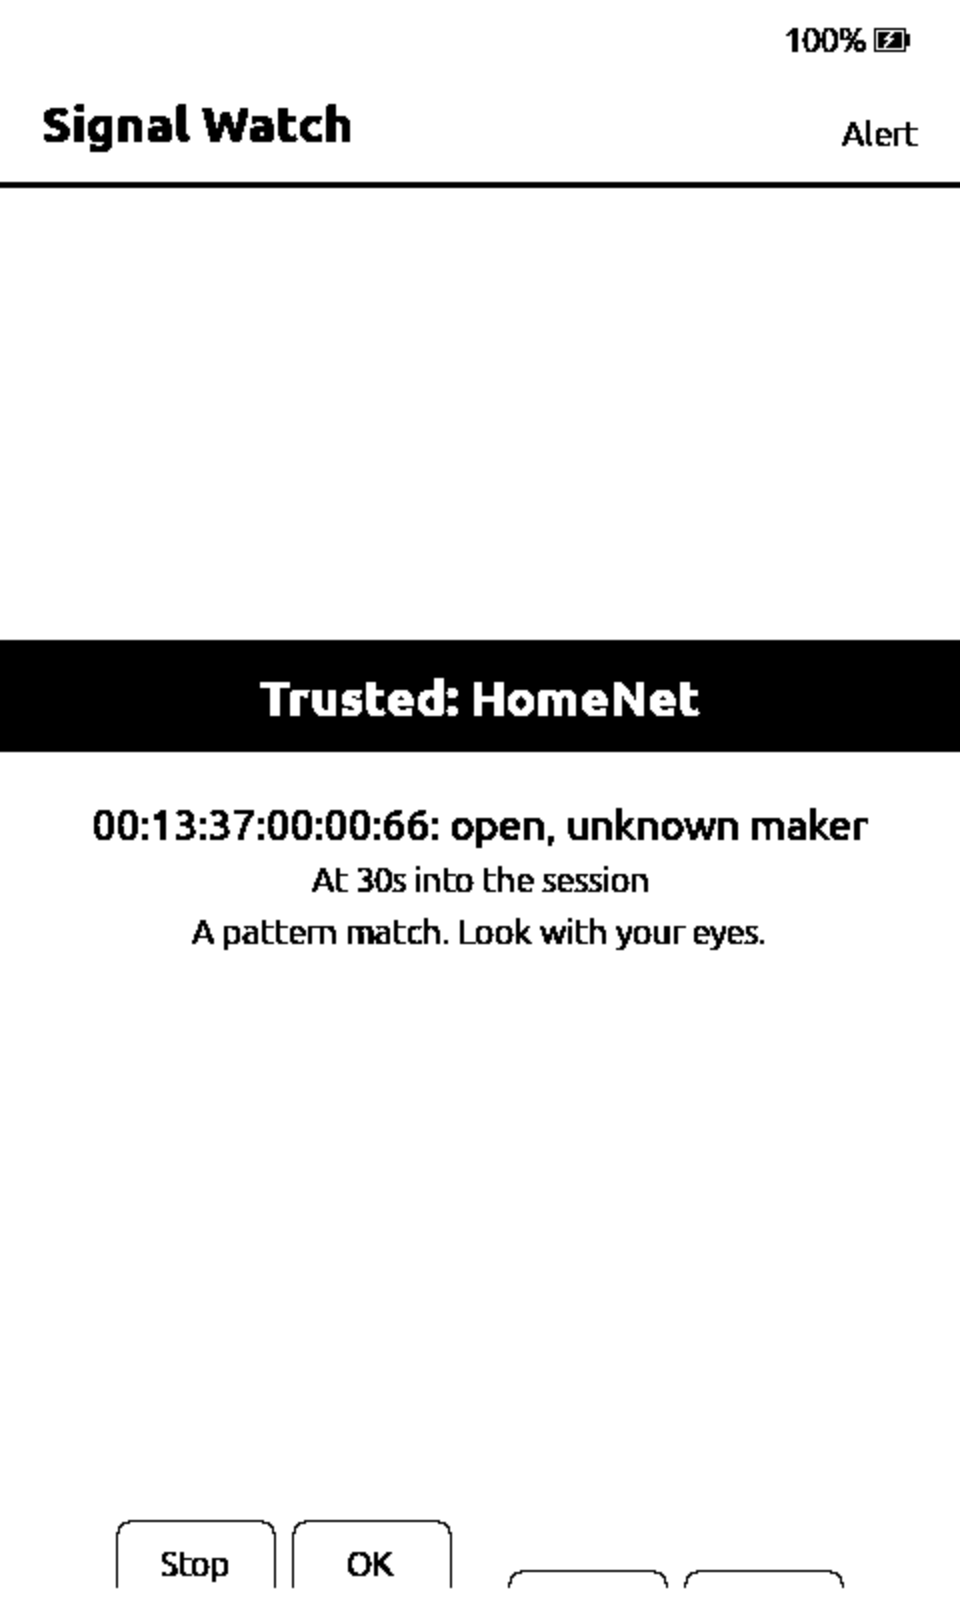 100%
Signal Watch
Alert
Trusted: HomeNet
00:13:37:00:00:66: open, unknown maker
At 30s into the session
A pattern match. Look with your eyes.
Stop
OK